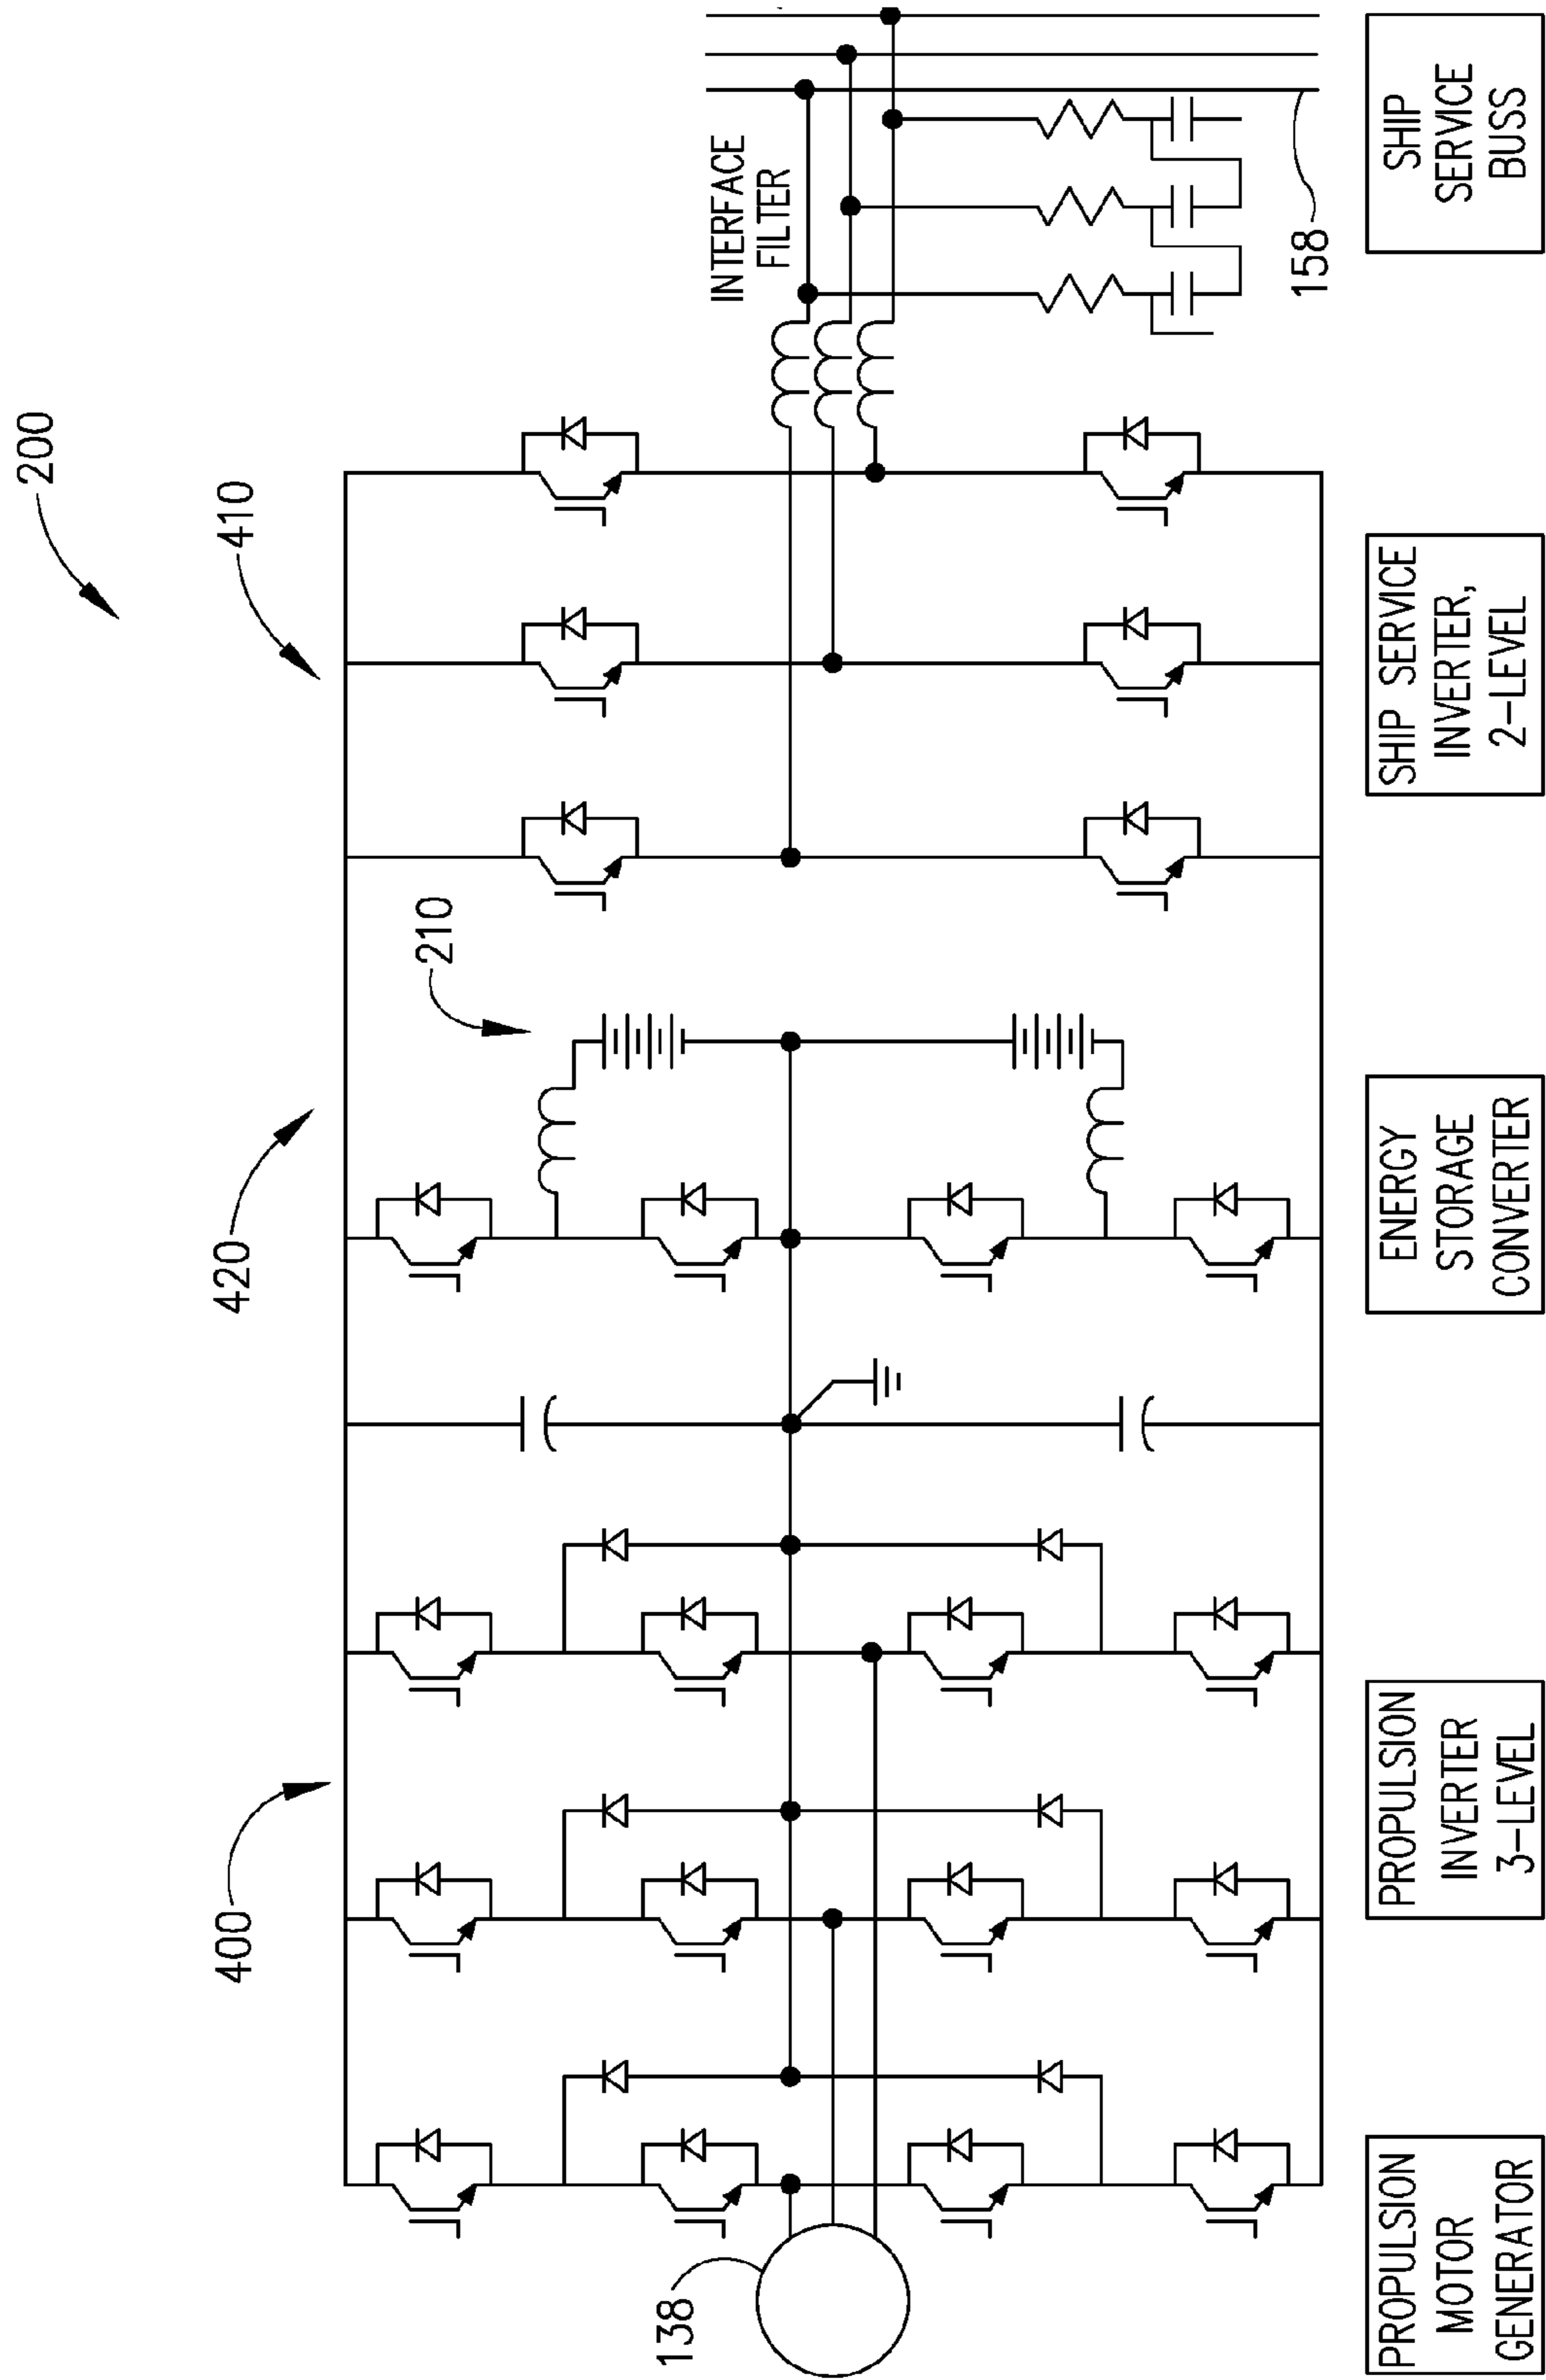 200
410
420
400
210
138
158
INTERFACE
FILTER
PROPULSION
MOTOR
GENERATOR
PROPULSION
INVERTER
3-LEVEL
ENERGY
STORAGE
CONVERTER
SHIP SERVICE
INVERTER,
2-LEVEL
SHIP
SERVICE
BUSS